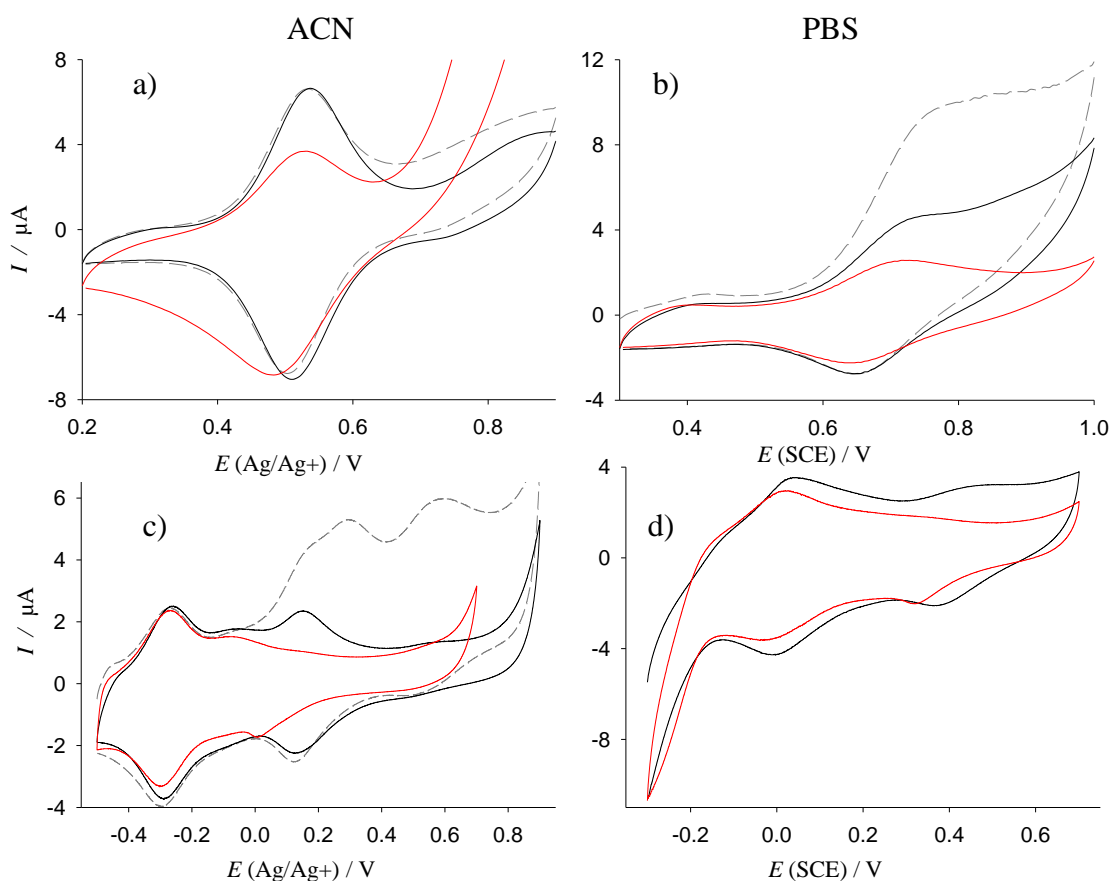 ACN
PBS
a)
8
4
0
-4
-8
I / µA
0.2 0.4 0.6 0.8
E (Ag/Ag+) / V
b)
12
8
4
0
-4
0.4 0.6 0.8 1.0
E (SCE) / V
c)
6
4
2
0
-2
-4
I / µA
-0.4 -0.2 0.0 0.2 0.4 0.6 0.8
E (Ag/Ag+) / V
d)
4
0
-4
-8
-0.2 0.0 0.2 0.4 0.6
E (SCE) / V